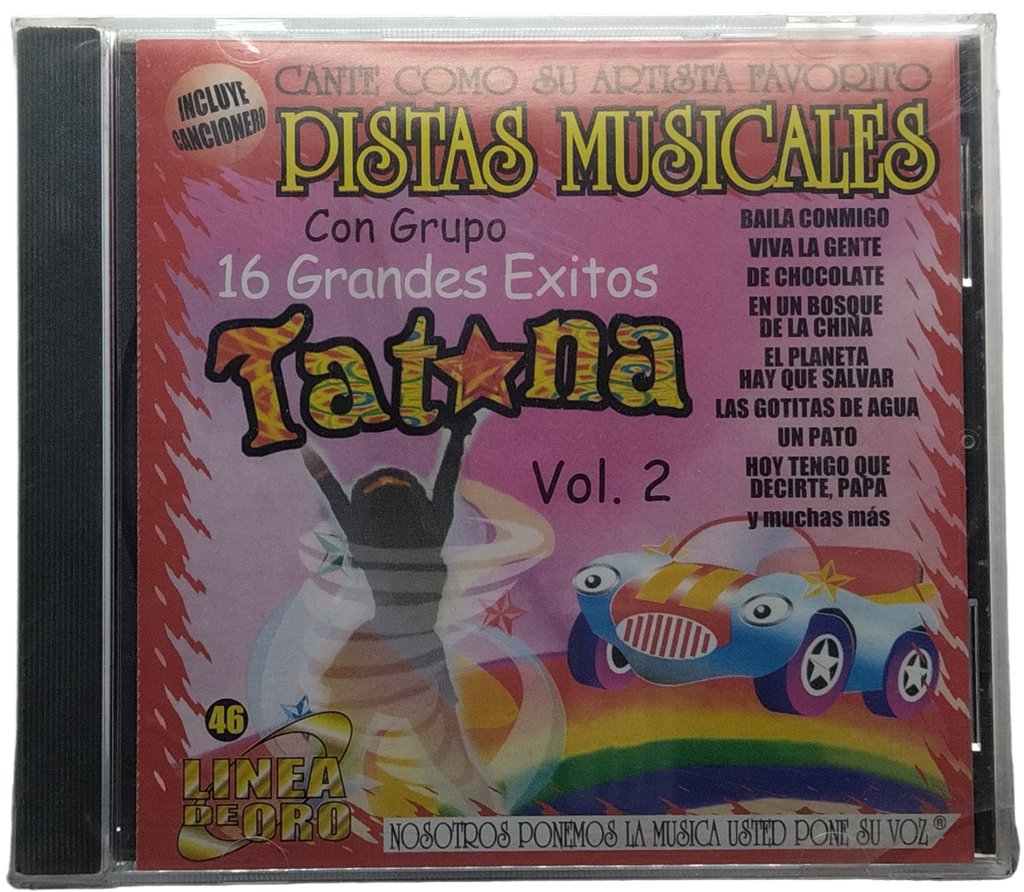 INCLUYE
CANCIONERO
CANTE COMO SU ARTISTA FAVORITO
PISTAS MUSICALES
Con Grupo
16 Grandes Exitos
Tat★na
Vol. 2
BAILA CONMIGO
VIVA LA GENTE
DE CHOCOLATE
EN UN BOSQUE
DE LA CHINA
EL PLANETA
HAY QUE SALVAR
LAS GOTITAS DE AGUA
UN PATO
HOY TENGO QUE
DECIRTE, PAPA
y muchas más
46
LINEA
DE ORO
NOSOTROS PONEMOS LA MUSICA USTED PONE SU VOZ®